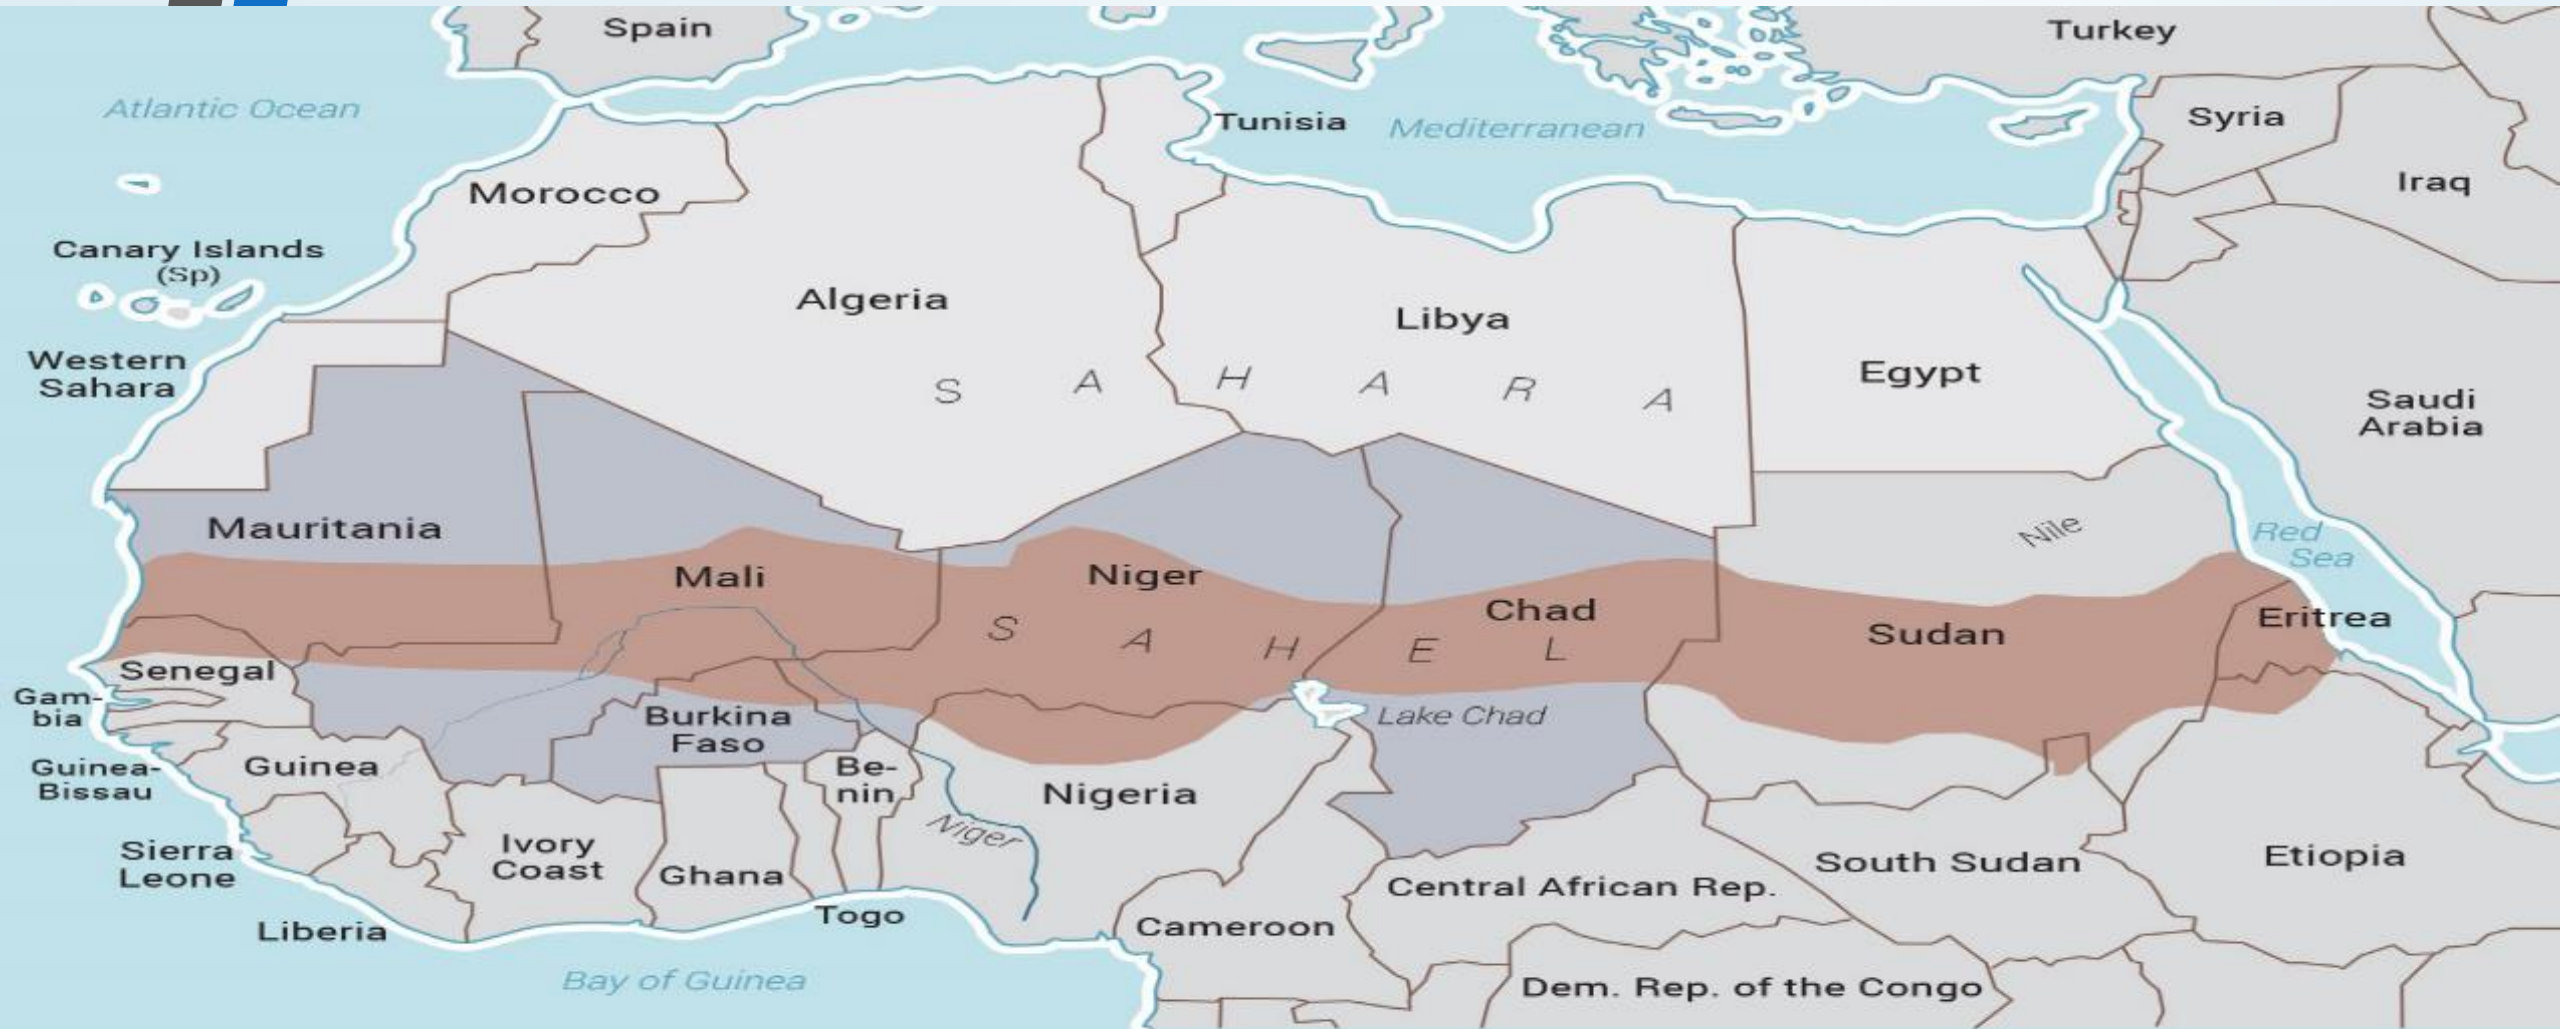 Spain
Turkey
Atlantic Ocean
Syria
Tunisia
Mediterranean
Iraq
Morocco
Canary Islands
(Sp)
Algeria
Libya
Western
Sahara
Egypt
S A H A R A
Saudi
Arabia
Mauritania
Nile
Red
Sea
Mali
Niger
Chad
Eritrea
Sudan
S A H E L
Senegal
Gam-
bia
Burkina
Faso
Lake Chad
Guinea
Guinea-
Bissau
Be-
nin
Nigeria
Niger
Ivory
Coast
Sierra
Leone
Ghana
South Sudan
Etiopia
Central African Rep.
Togo
Liberia
Cameroon
Bay of Guinea
Dem. Rep. of the Congo